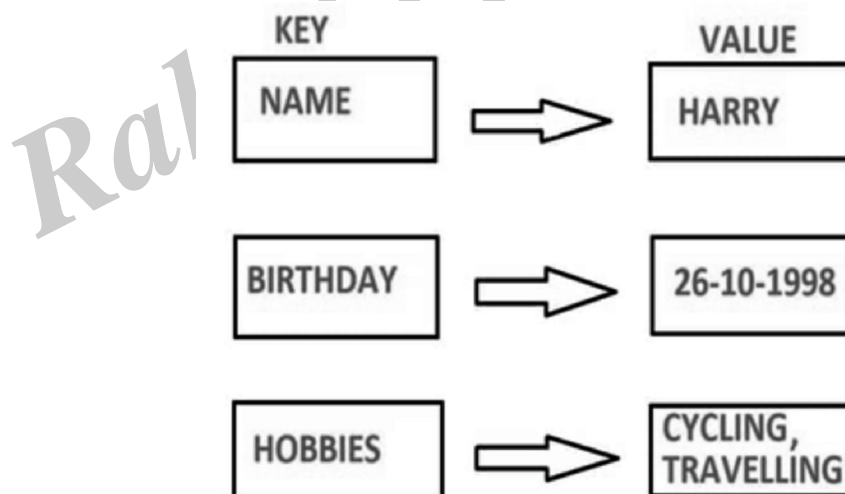 KEY
VALUE
NAME
HARRY
BIRTHDAY
26-10-1998
HOBBIES
CYCLING,
TRAVELLING